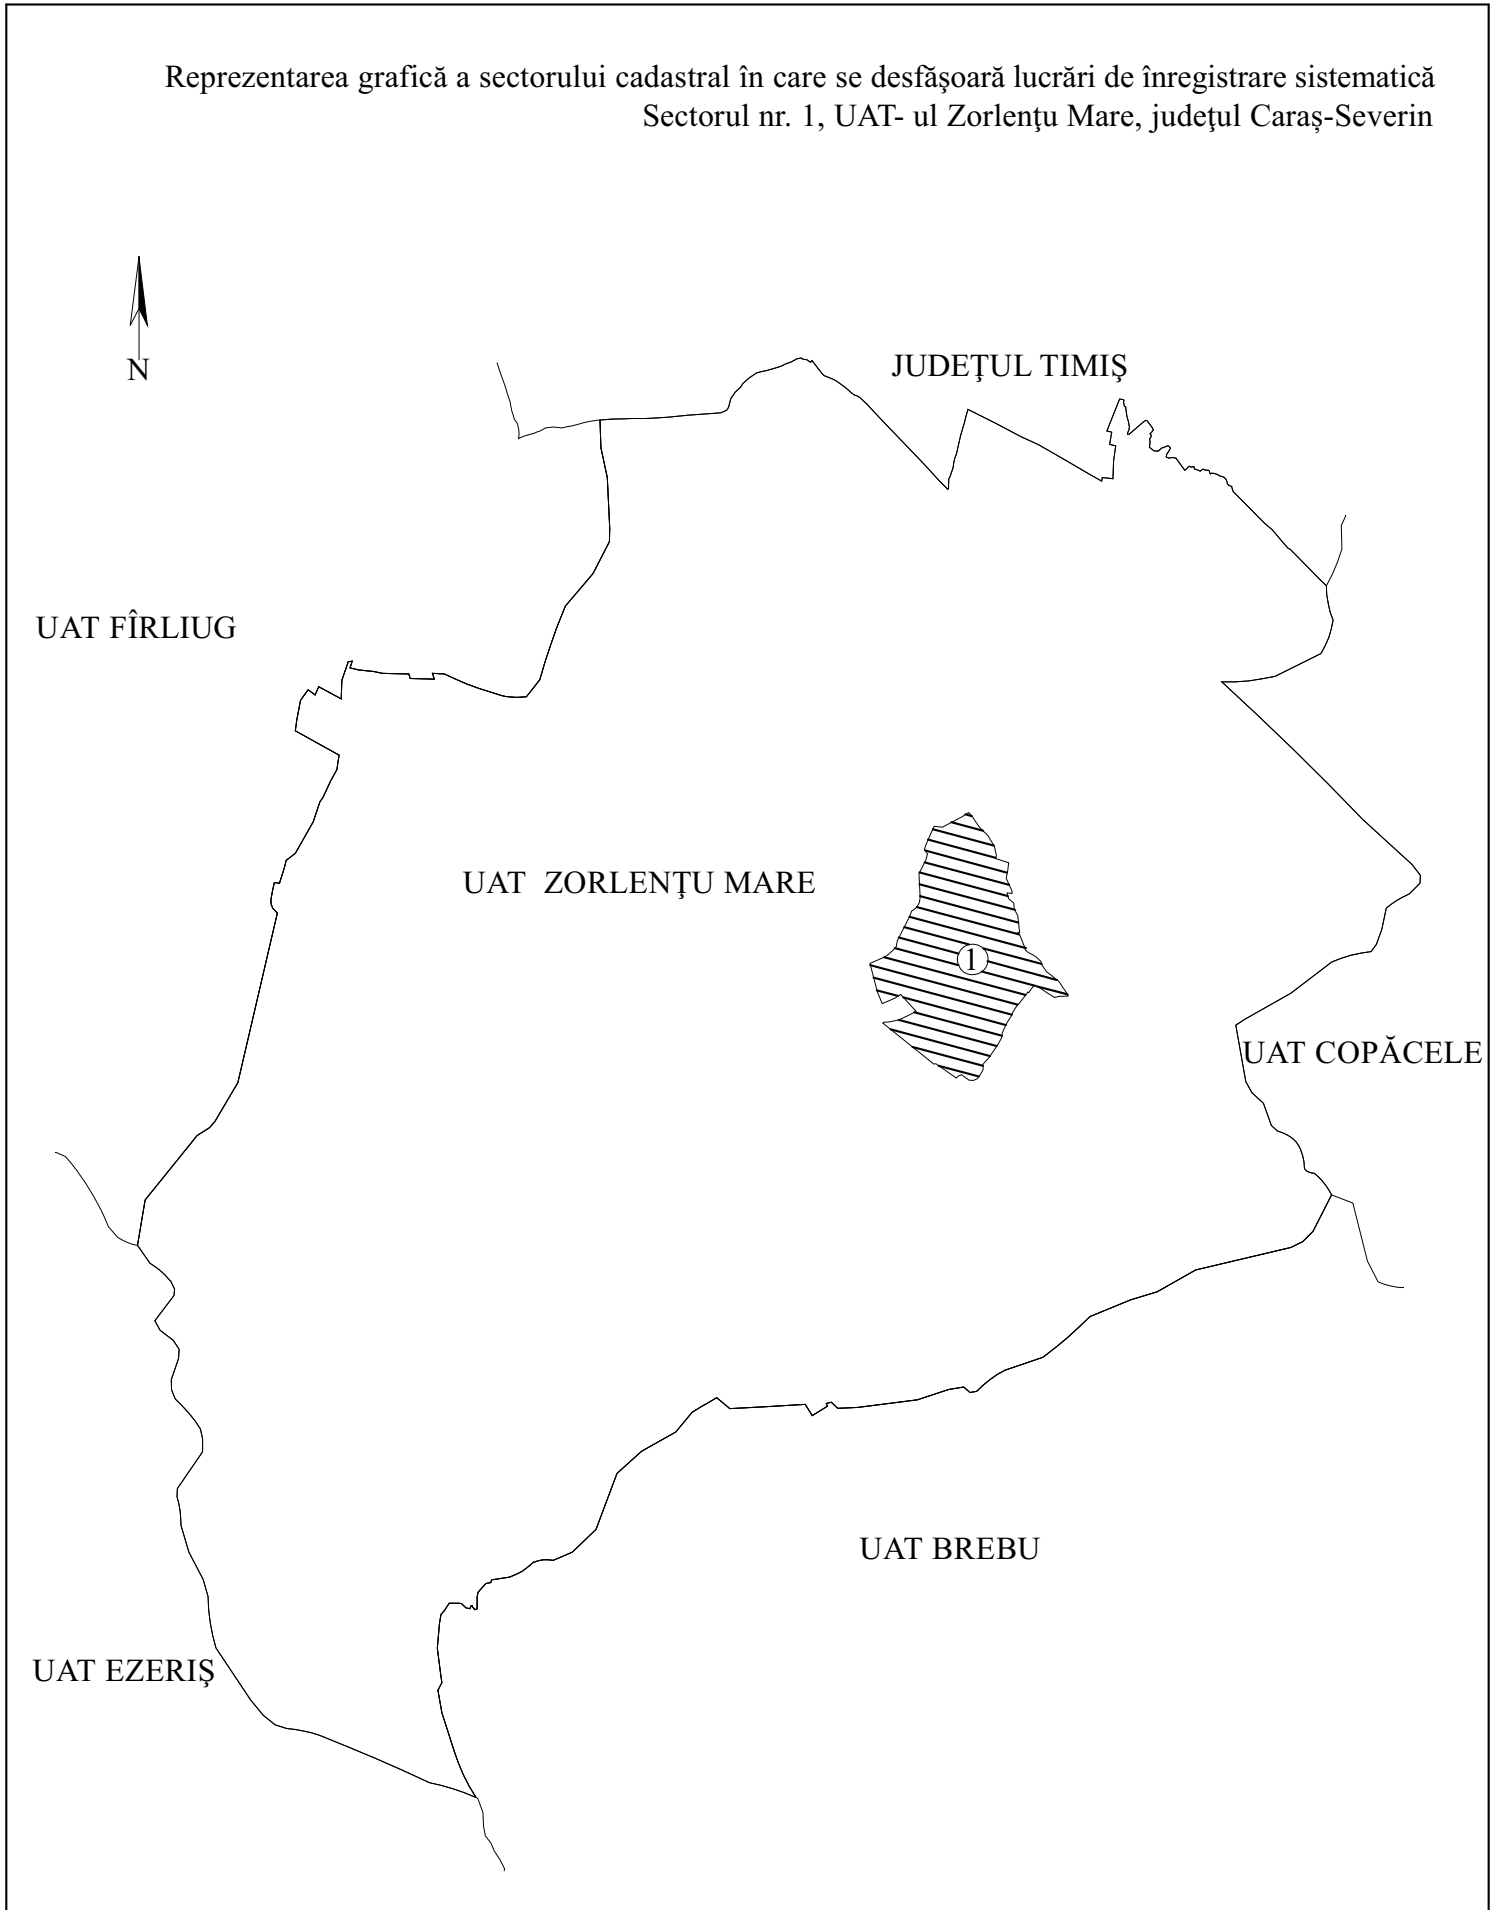 Reprezentarea grafică a sectorului cadastral în care se desfăşoară lucrări de înregistrare sistematică
Sectorul nr. 1, UAT- ul Zorlenţu Mare, judeţul Caraș-Severin
N
JUDEŢUL TIMIŞ
UAT FÎRLIUG
UAT ZORLENŢU MARE
1
UAT COPĂCELE
UAT BREBU
UAT EZERIŞ